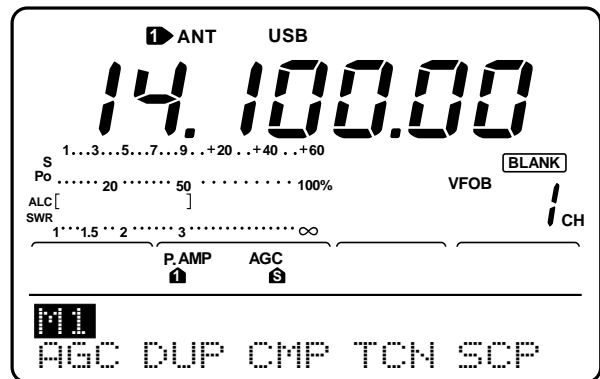 1 ANT USB
14.100.00
1...3...5...7...9..+20..+40..+60
S
Po ......20............50..........100%
BLANK
VFOB
1 CH
ALC [ ]
SWR
1...1.5..2........3..............∞
P.AMP AGC
1 S
M1
AGC DUP CMP TCN SCP